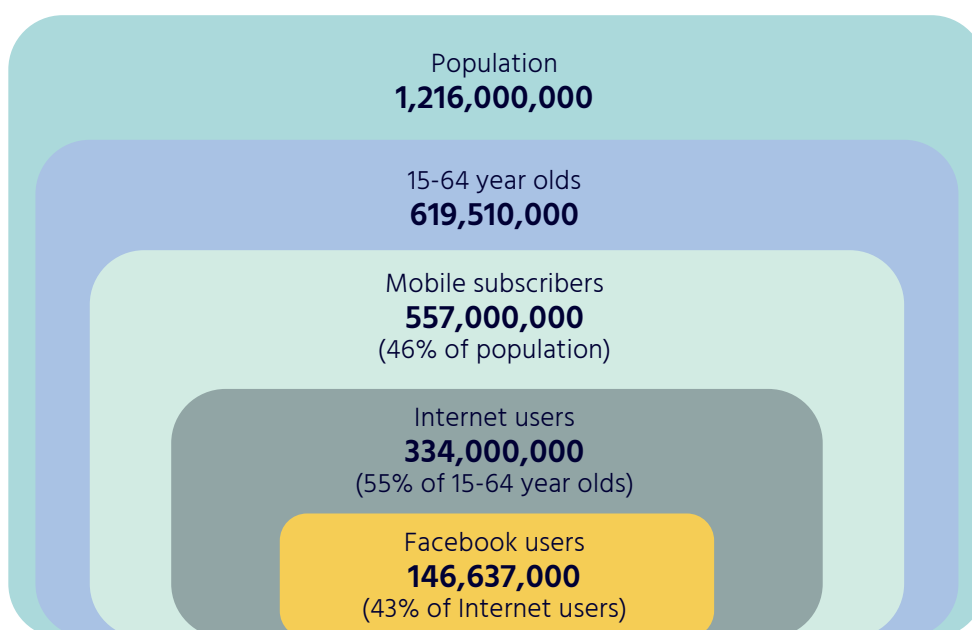 Population
1,216,000,000
15-64 year olds
619,510,000
Mobile subscribers
557,000,000
(46% of population)
Internet users
334,000,000
(55% of 15-64 year olds)
Facebook users
146,637,000
(43% of Internet users)